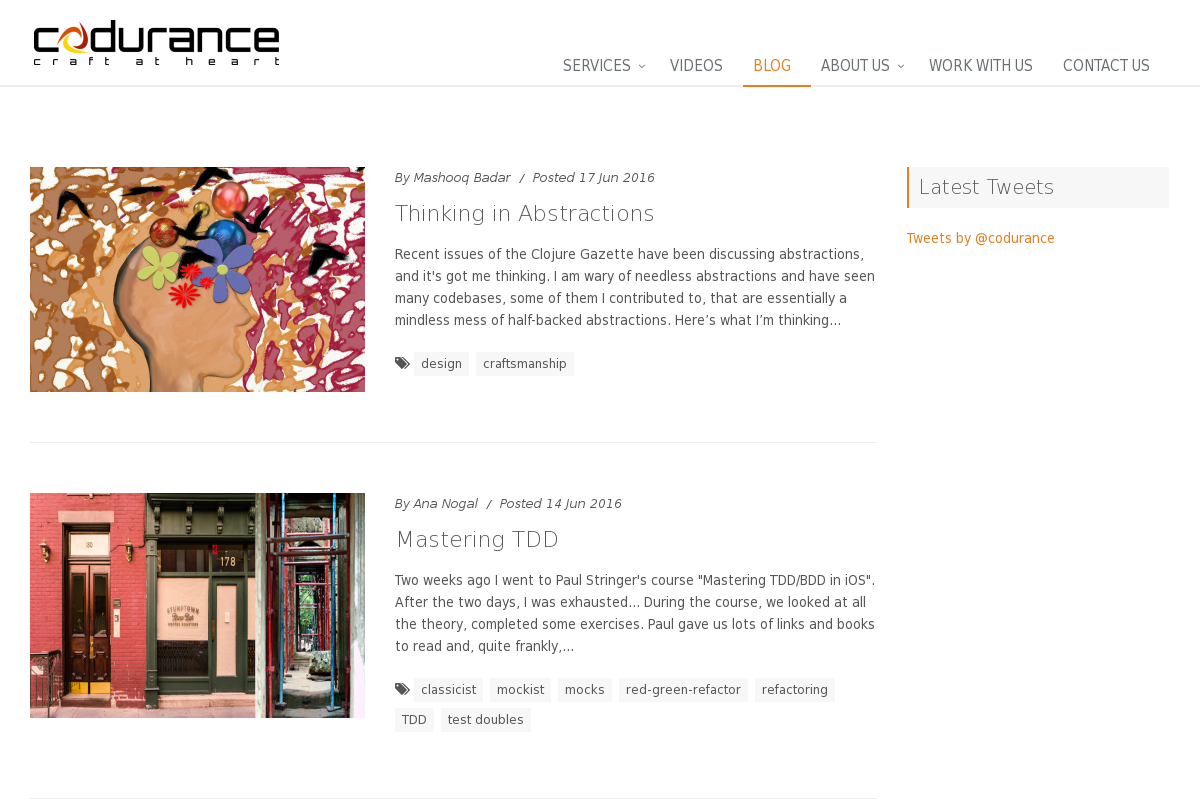 codurance
craft at heart
SERVICES VIDEOS BLOG ABOUT US WORK WITH US CONTACT US
By Mashooq Badar / Posted 17 Jun 2016
Thinking in Abstractions
Recent issues of the Clojure Gazette have been discussing abstractions,
and it's got me thinking. I am wary of needless abstractions and have seen
many codebases, some of them I contributed to, that are essentially a
mindless mess of half-backed abstractions. Here’s what I’m thinking...
design craftsmanship
Latest Tweets
Tweets by @codurance
By Ana Nogal / Posted 14 Jun 2016
Mastering TDD
Two weeks ago I went to Paul Stringer's course "Mastering TDD/BDD in iOS".
After the two days, I was exhausted... During the course, we looked at all
the theory, completed some exercises. Paul gave us lots of links and books
to read and, quite frankly,...
classicist mockist mocks red-green-refactor refactoring
TDD test doubles
178
STUMPTOWN